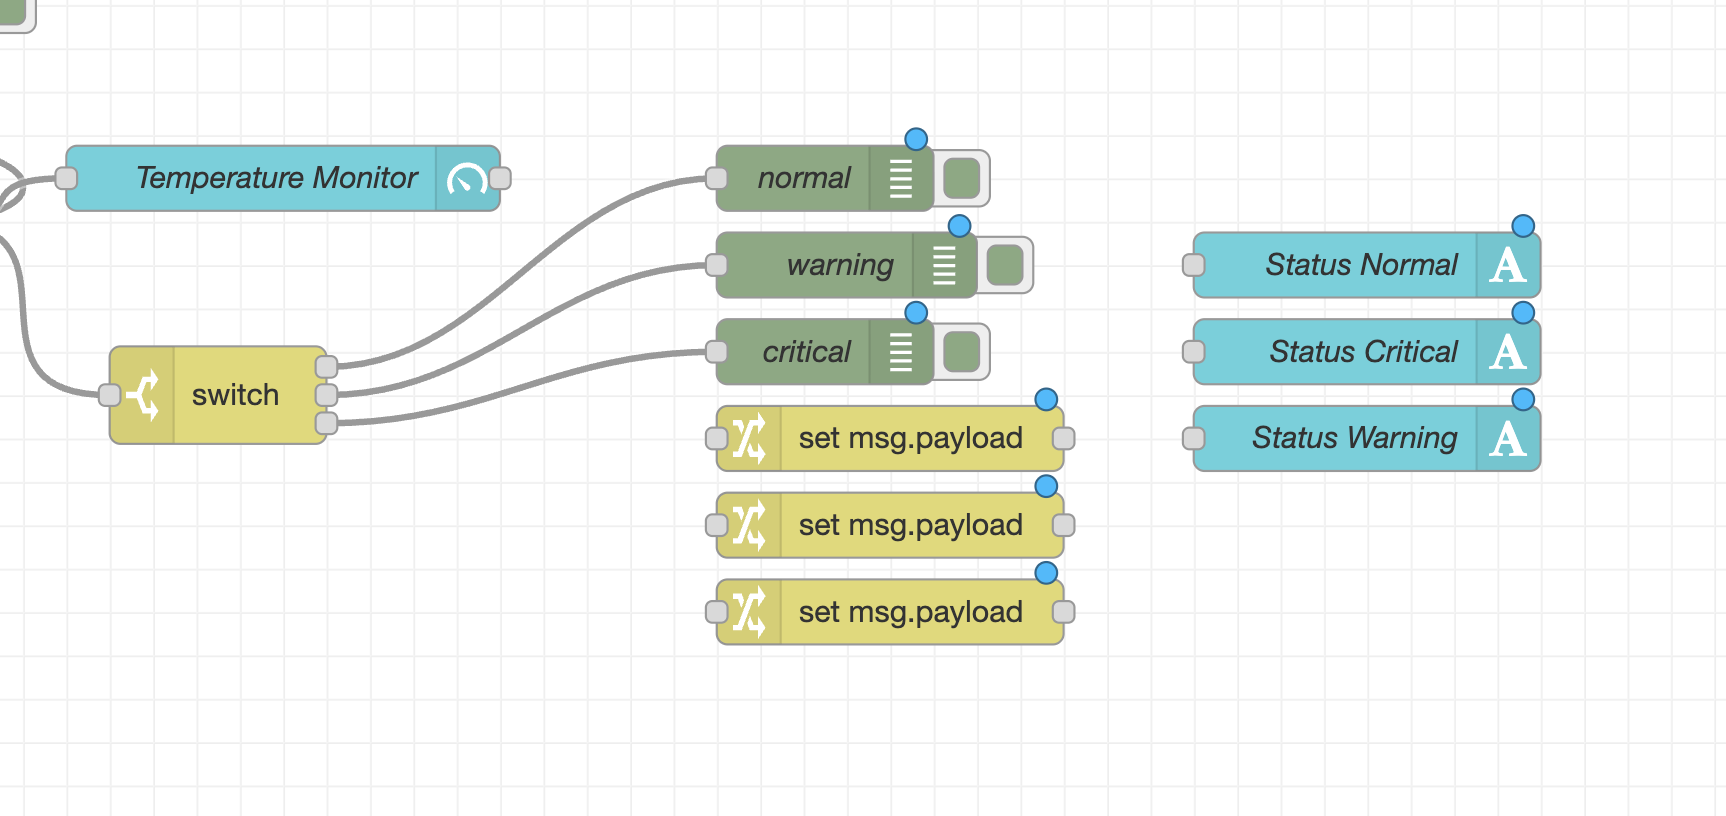 Temperature Monitor
normal
warning
Status Normal
critical
Status Critical
switch
set msg.payload
Status Warning
set msg.payload
set msg.payload